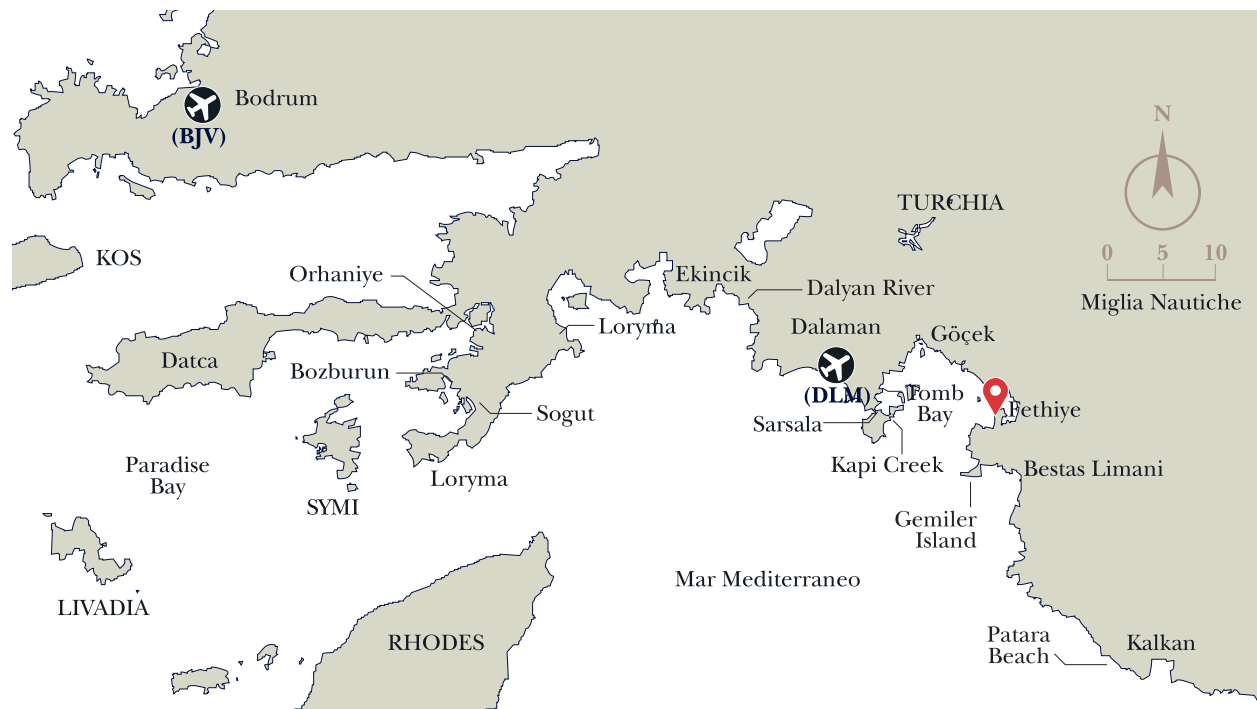 Bodrum
(BJV)
N
TURCHIA
0 5 10
Miglia Nautiche
KOS
Orhaniye
Ekincik
Dalyan River
Loryma
Dalaman
Göçek
Datca
Bozburun
(DLM)
Tomb
Bay
Fethiye
Sogut
Sarsala
Kapi Creek
Paradise
Bay
Loryma
Bestas Limani
SYMI
Gemiler
Island
Mar Mediterraneo
LIVADIA
RHODES
Patara
Beach
Kalkan